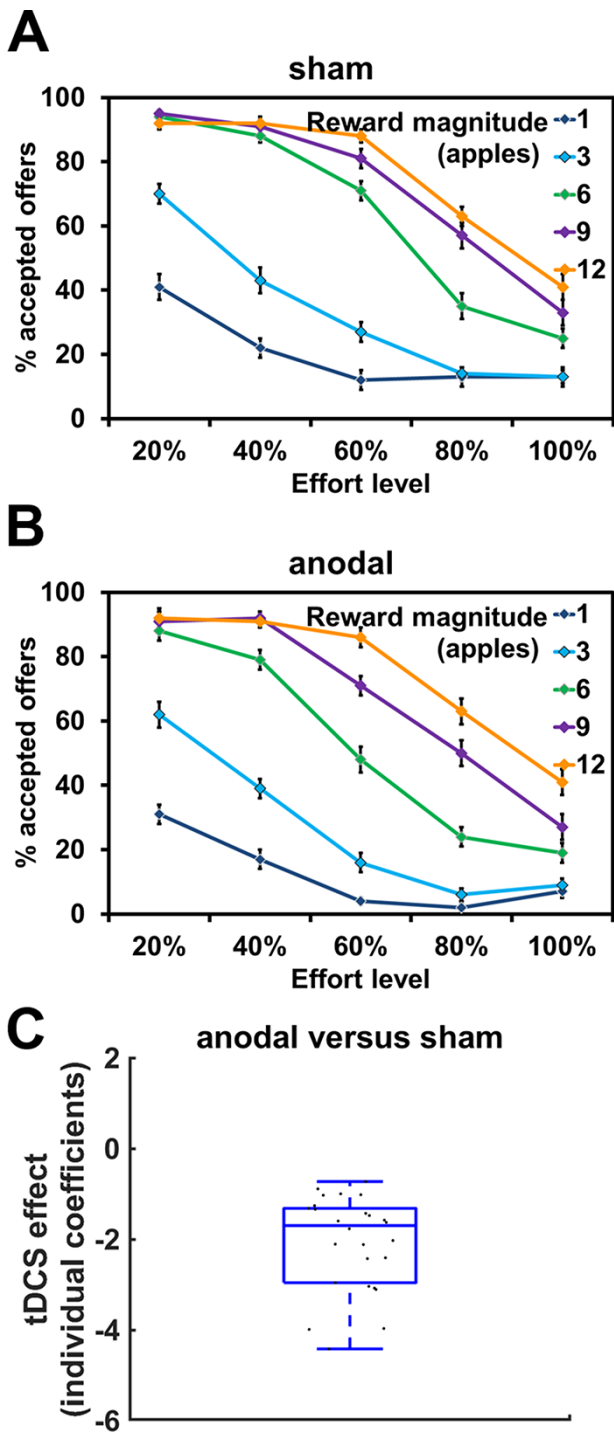 A
sham
100
80
60
40
20
0
% accepted offers
Reward magnitude
(apples)
1
3
6
9
12
20% 40% 60% 80% 100%
Effort level
B
anodal
100
80
60
40
20
0
% accepted offers
Reward magnitude
(apples)
1
3
6
9
12
20% 40% 60% 80% 100%
Effort level
C
anodal versus sham
2
0
-2
-4
-6
tDCS effect
(individual coefficients)